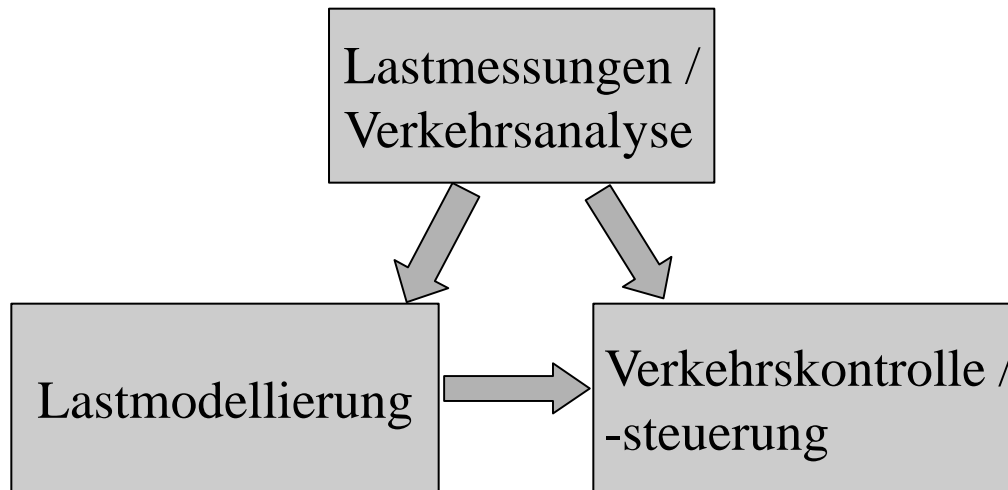 Lastmessungen /
Verkehrsanalyse
Lastmodellierung
Verkehrskontrolle /
-steuerung